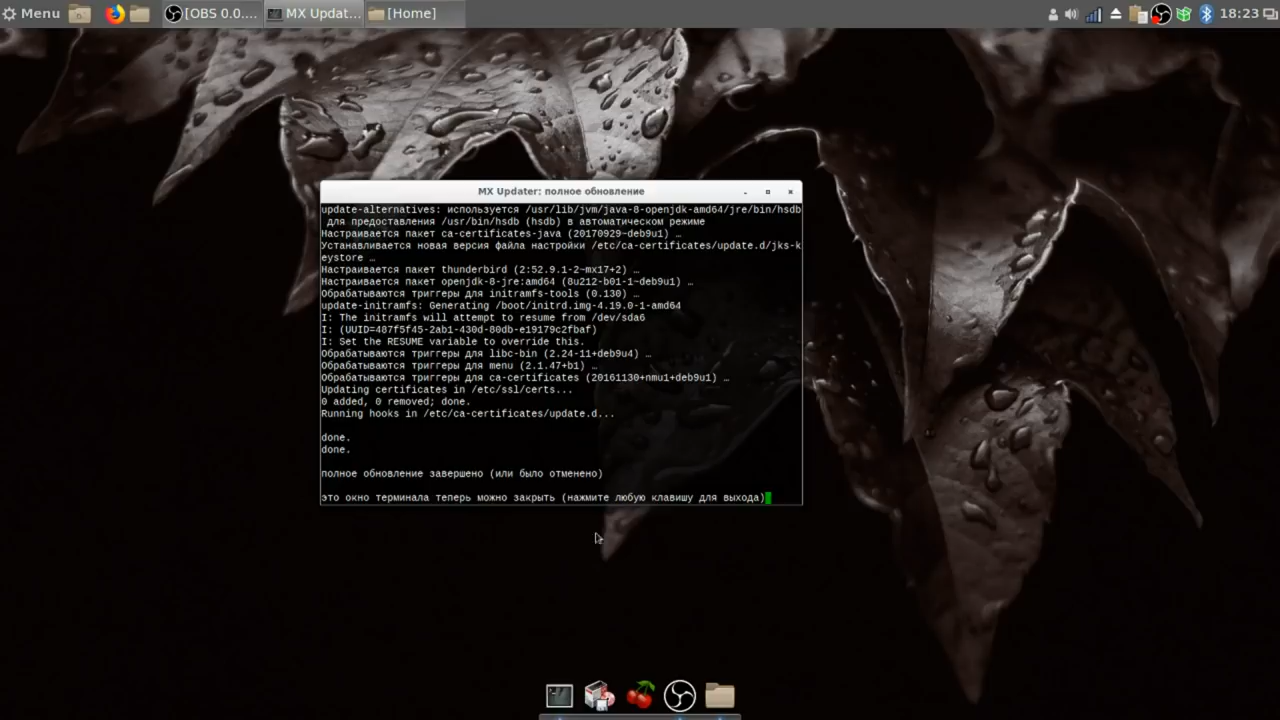 Menu
[OBS 0.0....
MX Updat...
[Home]
18:23
MX Updater: полное обновление
update-alternatives: используется /usr/lib/jvm/java-8-openjdk-amd64/jre/bin/hsdb
для предоставления /usr/bin/hsdb (hsdb) в автоматическом режиме
Настраивается пакет ca-certificates-java (20170929~deb9u1) …
Устанавливается новая версия файла настройки /etc/ca-certificates/update.d/jks-k
eystore …
Настраивается пакет thunderbird (2:52.9.1-2~mx17+2) …
Настраивается пакет openjdk-8-jre:amd64 (8u212-b01-1~deb9u1) …
Обрабатываются триггеры для initramfs-tools (0.130) …
update-initramfs: Generating /boot/initrd.img-4.19.0-1-amd64
I: The initramfs will attempt to resume from /dev/sda6
I: (UUID=487f5f45-2ab1-430d-80db-e19179c2fbaf)
I: Set the RESUME variable to override this.
Обрабатываются триггеры для libc-bin (2.24-11+deb9u4) …
Обрабатываются триггеры для menu (2.1.47+b1) …
Обрабатываются триггеры для ca-certificates (20161130+nmu1+deb9u1) …
Updating certificates in /etc/ssl/certs...
0 added, 0 removed; done.
Running hooks in /etc/ca-certificates/update.d...
done.
done.
полное обновление завершено (или было отменено)
это окно терминала теперь можно закрыть (нажмите любую клавишу для выхода)